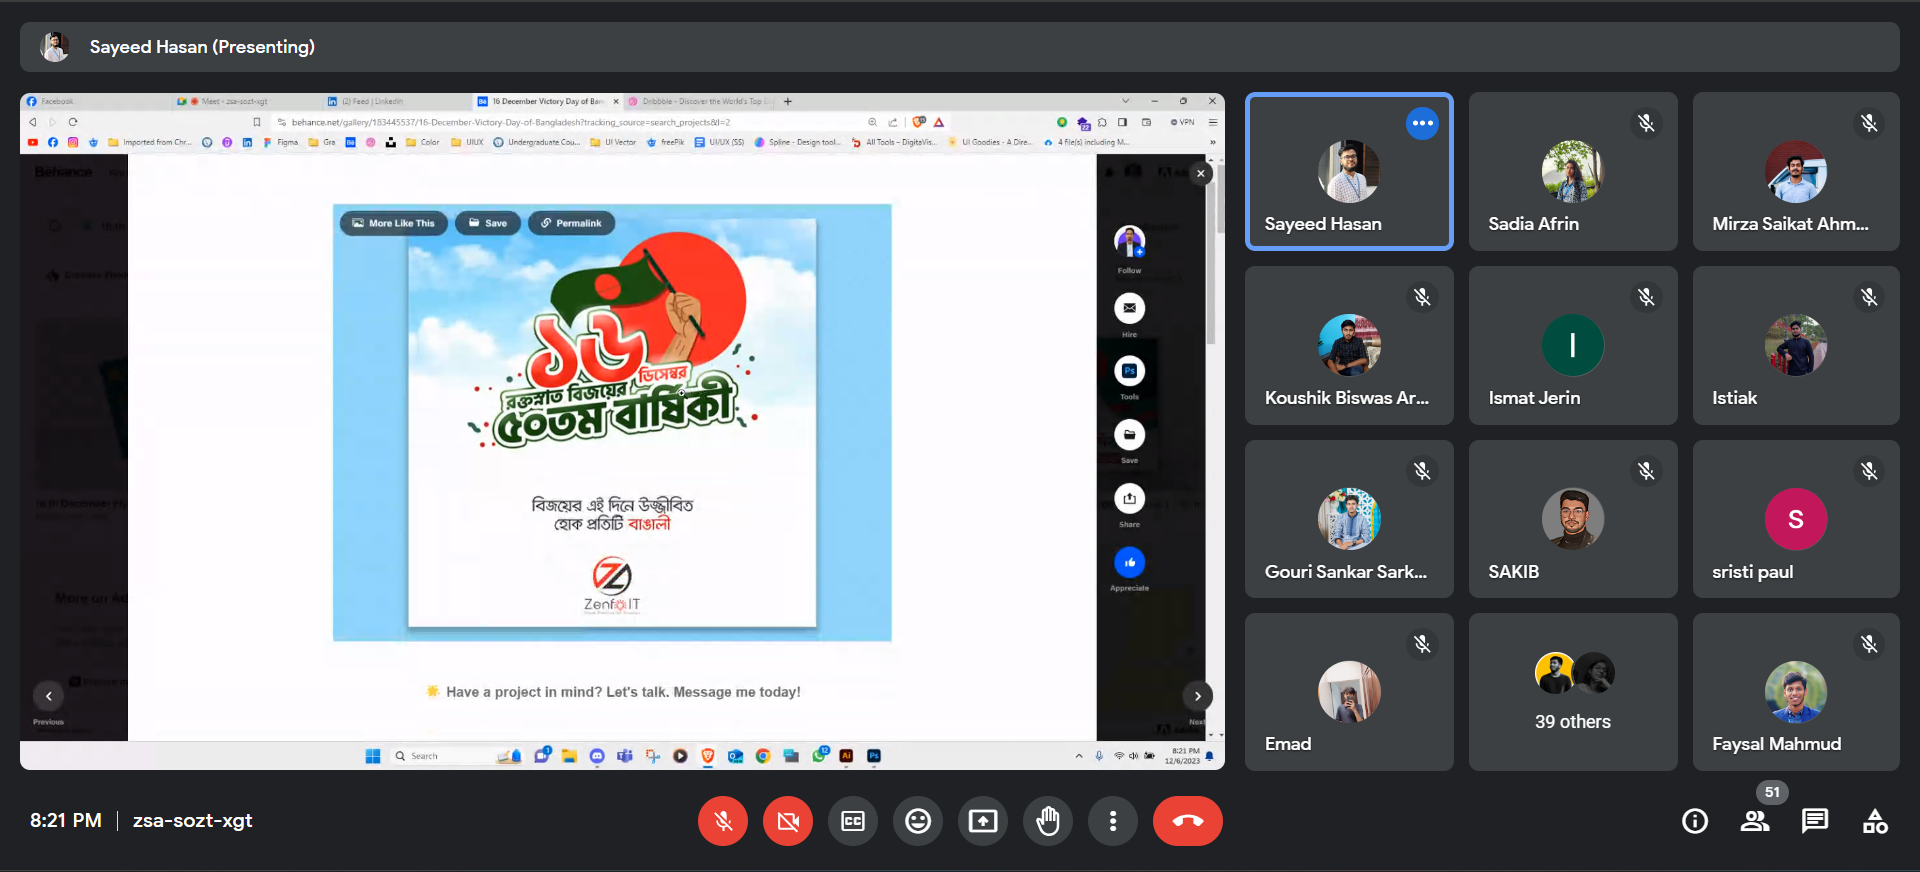 Sayeed Hasan (Presenting)
Facebook
Meet - zsa-sozt-xgt
(2) Feed | LinkedIn
16 December Victory Day of Ban
Dribbble - Discover the World's Top
behance.net/gallery/183445537/16-December-Victory-Day-of-Bangladesh?tracking_source=search_projects&l=2
VPN
Imported from Chr...
Figma
Gra
Color
UIUX
Undergraduate Cou...
UI Vector
freePik
UI/UX (SS)
Spline - Design tool...
All Tools – DigitalVis...
UI Goodies - A Dire...
4 file(s) including M...
Behance
More Like This
Save
Permalink
১৬
ডিসেম্বর
রক্তস্নাত বিজয়ের
৫০তম বার্ষিকী
বিজয়ের এই দিনে উজ্জীবিত
হোক প্রতিটি বাঙালী
ZenfoIT
Have a project in mind? Let's talk. Message me today!
Follow
Hire
Ps
Tools
Save
Share
Appreciate
Previous
Next
Search
8:21 PM
12/6/2023
Sayeed Hasan
Sadia Afrin
Mirza Saikat Ahm...
Koushik Biswas Ar...
I
Ismat Jerin
Istiak
Gouri Sankar Sark...
SAKIB
S
sristi paul
Emad
39 others
Faysal Mahmud
8:21 PM
zsa-sozt-xgt
CC
51